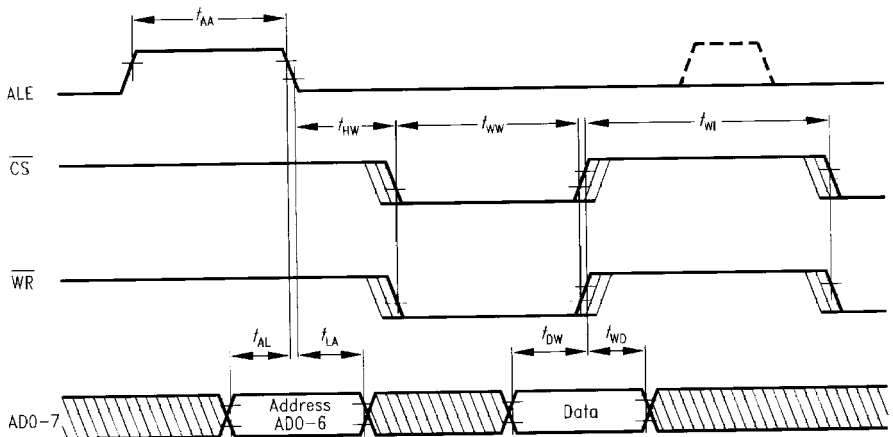 t_AA
ALE
t_HW
t_WW
t_WI
CS
WR
t_AL
t_LA
t_DW
t_WD
AD0-7
Address
AD0-6
Data